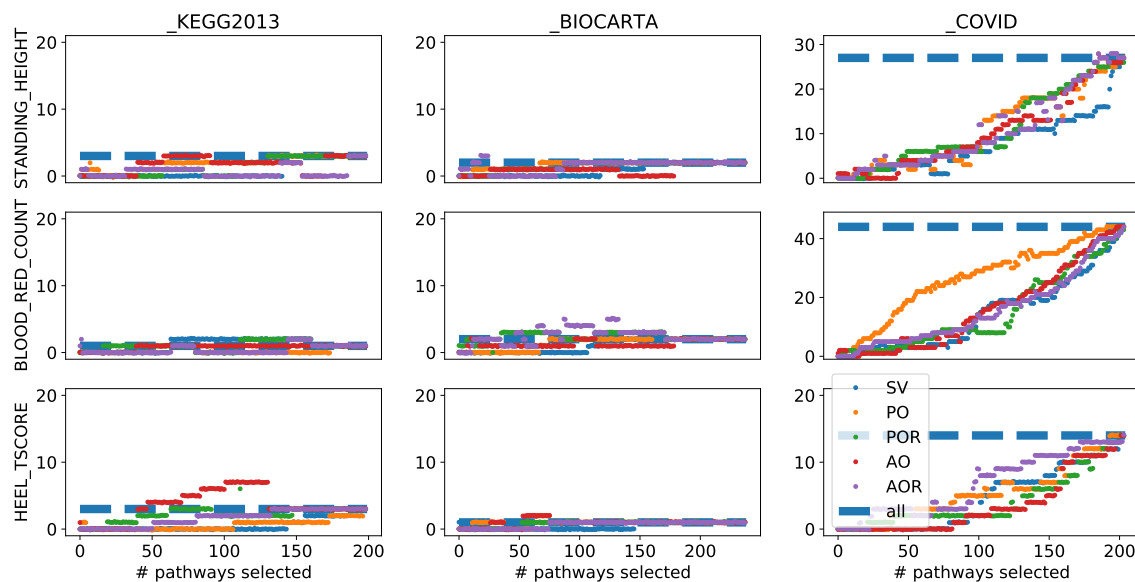 _KEGG2013 _BIOCARTA _COVID
STANDING_HEIGHT
20
10
0
20
10
0
30
20
10
0
BLOOD_RED_COUNT
20
10
0
20
10
0
40
20
0
HEEL_TSCORE
20
10
0
20
10
0
20
10
0
SV
PO
POR
AO
AOR
all
0 50 100 150 200
0 50 100 150 200
0 50 100 150 200
# pathways selected # pathways selected # pathways selected